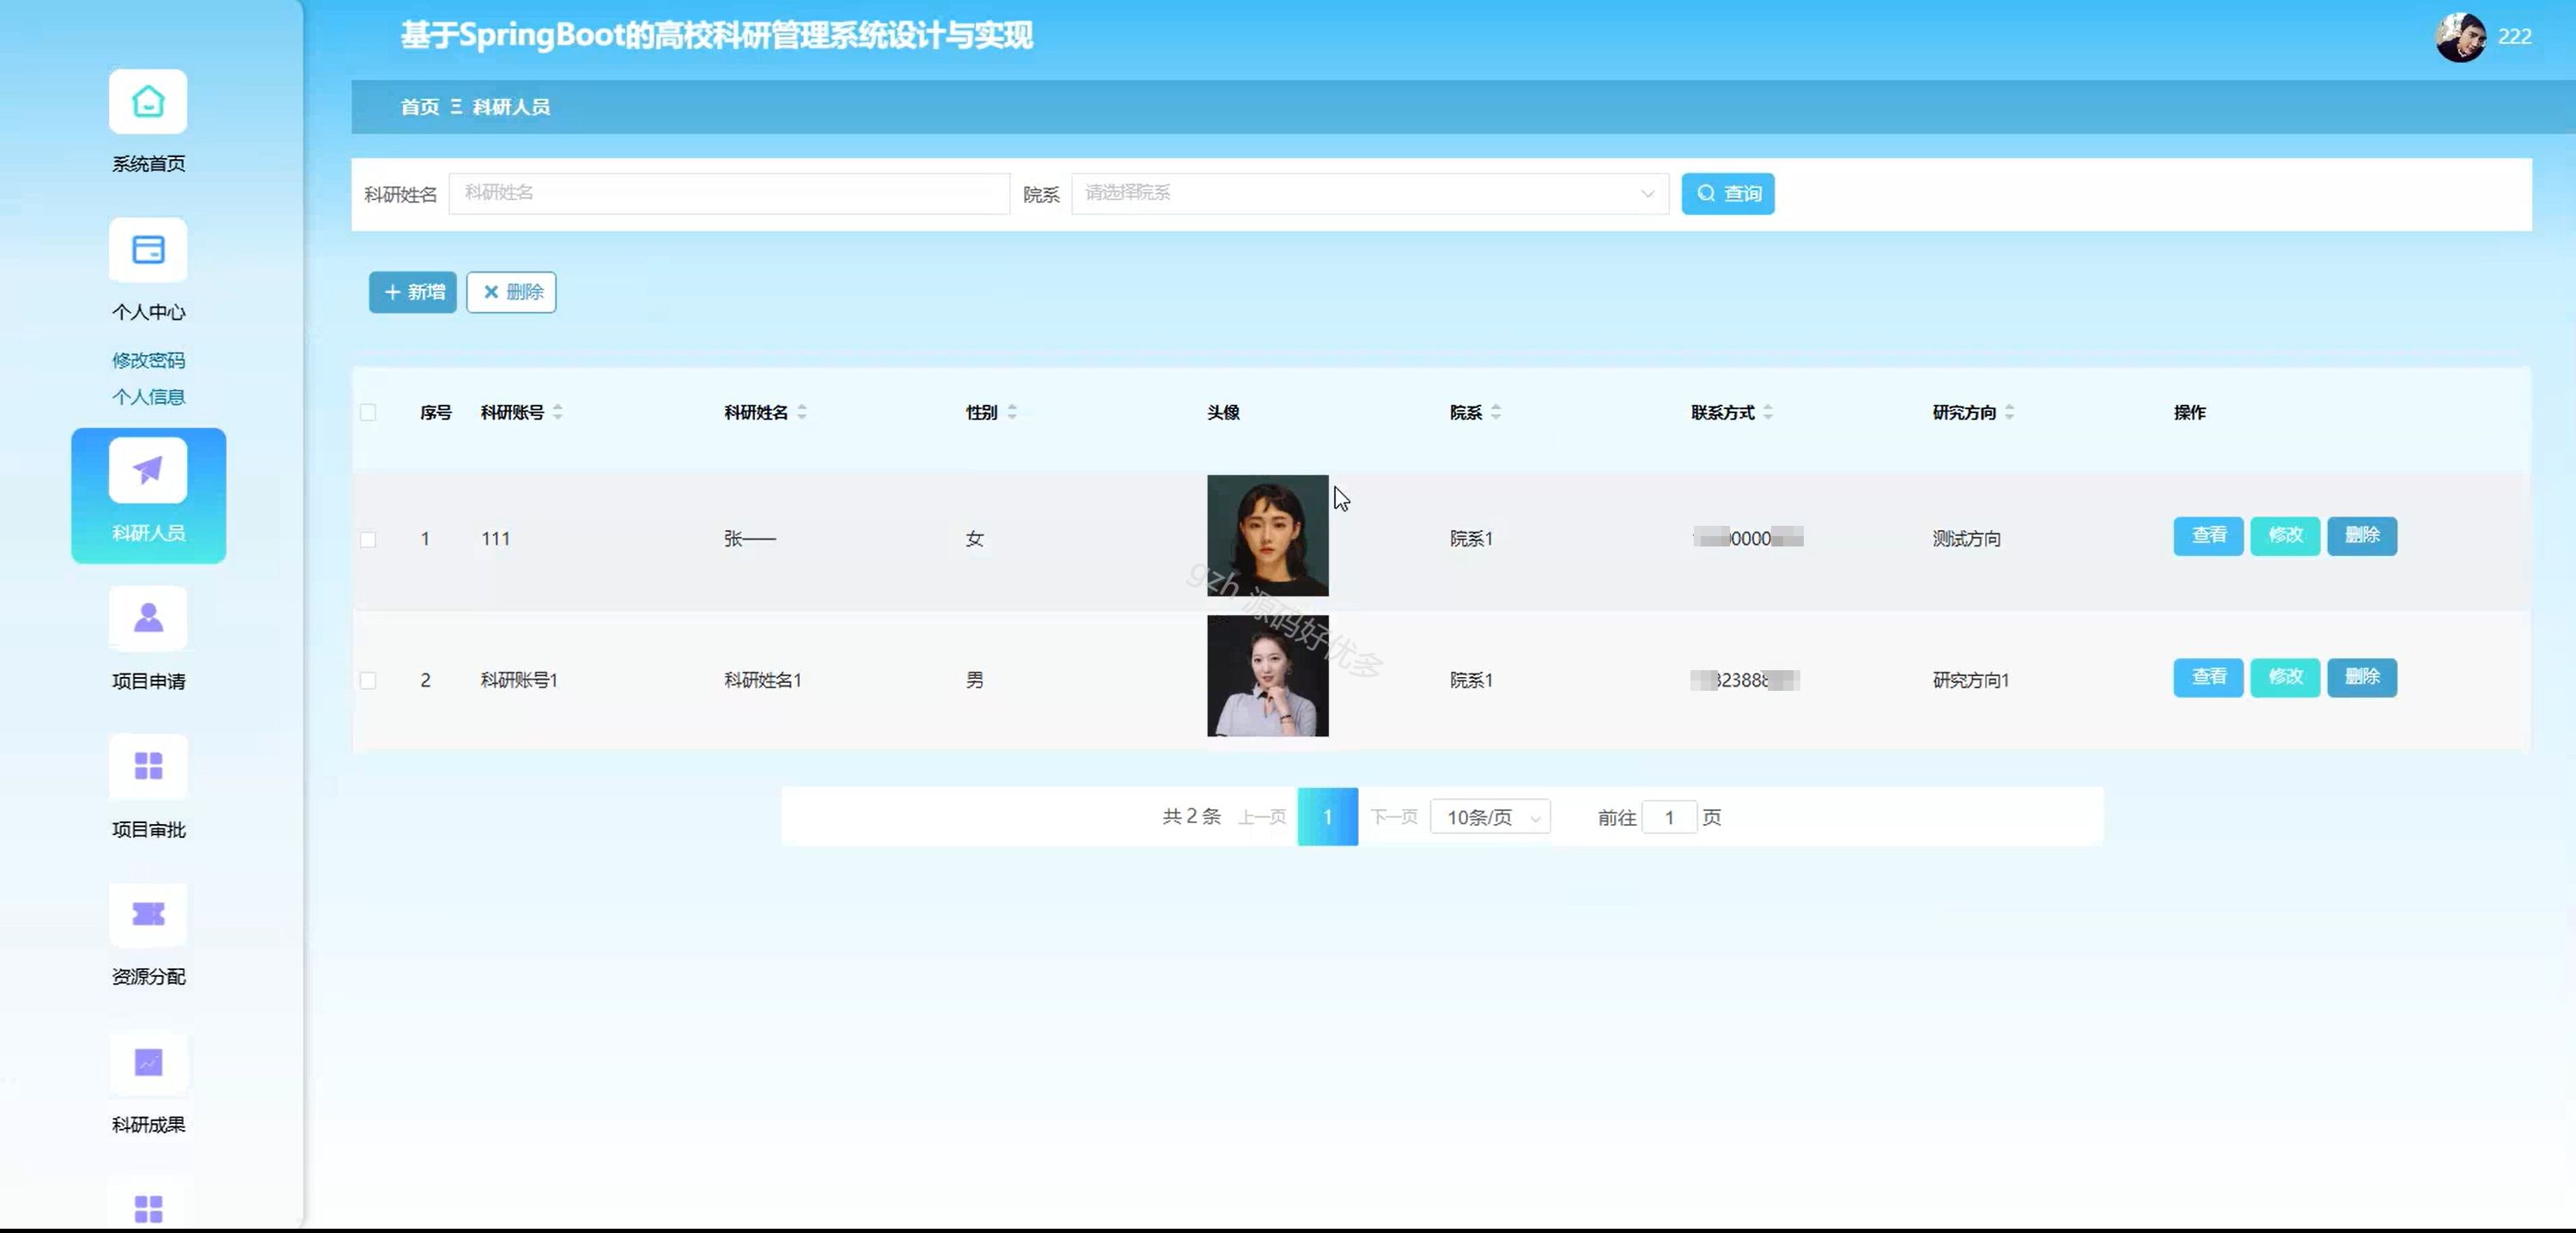 基于SpringBoot的高校科研管理系统设计与实现
222
首页 Ξ 科研人员
系统首页
个人中心
修改密码
个人信息
科研人员
项目申请
项目审批
资源分配
科研成果
科研姓名 科研姓名 院系 请选择院系 查询
新增 删除
序号 科研账号 科研姓名 性别 头像 院系 联系方式 研究方向 操作
1 111 张—— 女 院系1 0000 测试方向 查看 修改 删除
2 科研账号1 科研姓名1 男 院系1 23888 研究方向1 查看 修改 删除
gzh 源码好优多
共 2 条 上一页 1 下一页 10条/页 前往 1 页